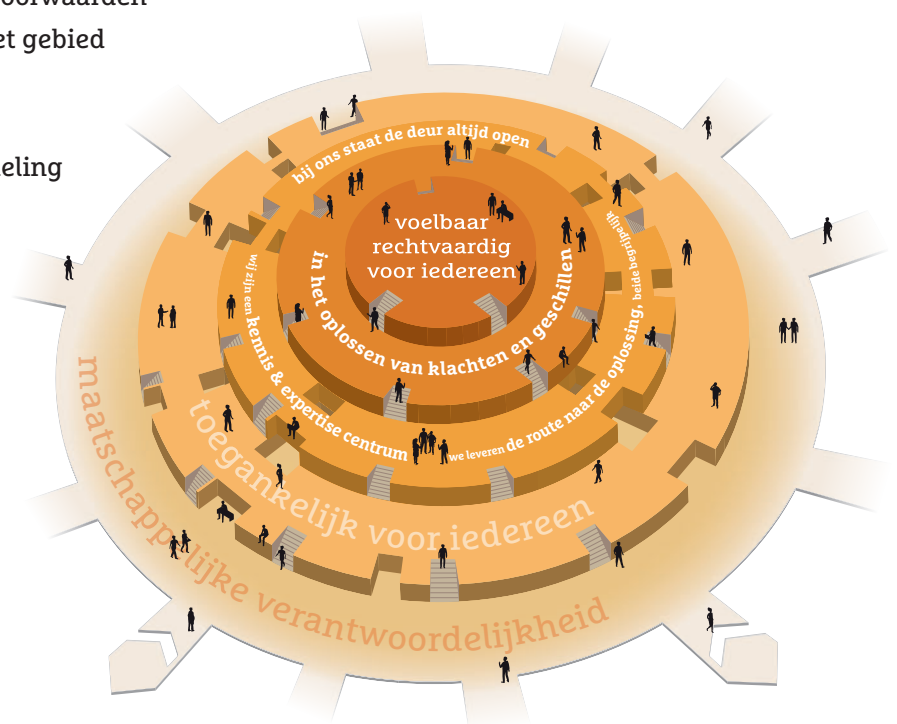 oorwaarden
et gebied
eling
bij ons staat de deur altijd open
voelbaar
rechtvaardig
voor iedereen
in het oplossen van klachten en geschillen
wij zijn een kennis & expertise centrum
we leveren de route naar de oplossing, beide begrijpelijk
toegankelijk voor iedereen
maatschappelijke verantwoordelijkheid